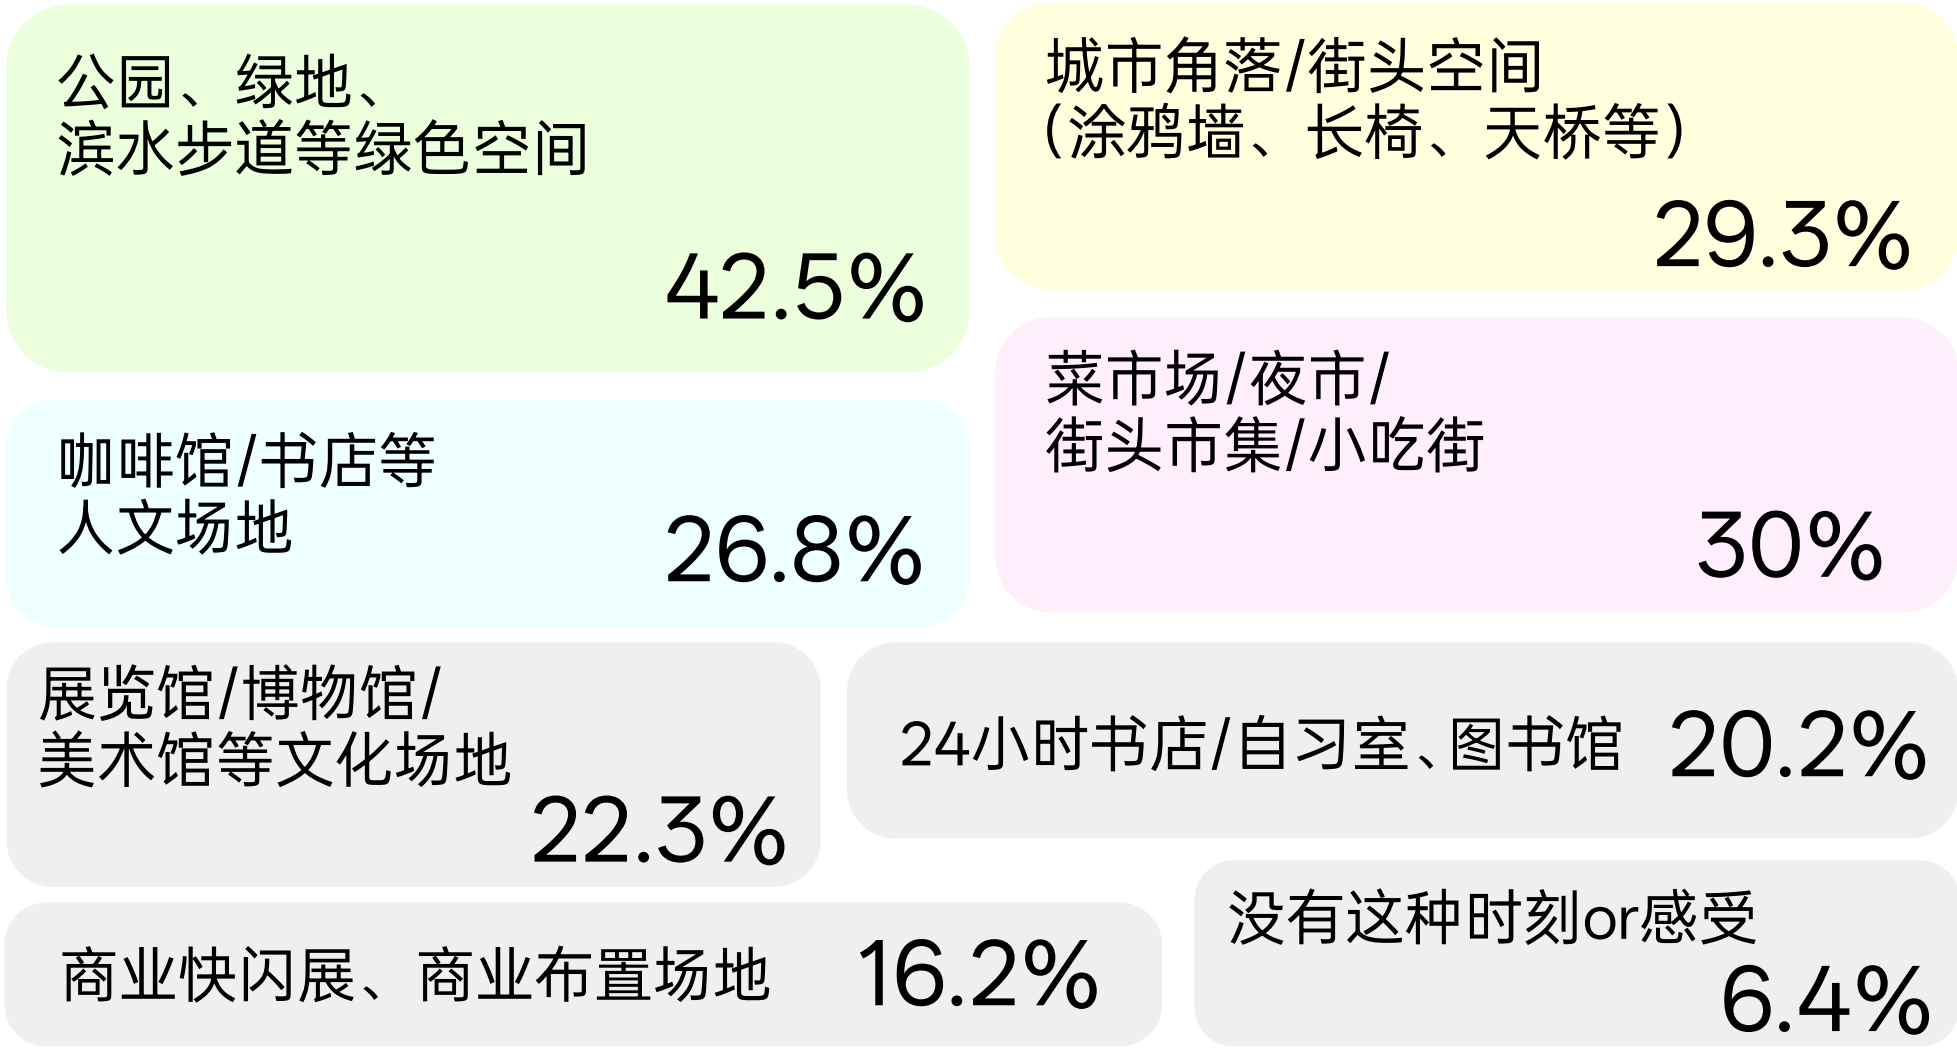 公园、绿地、
滨水步道等绿色空间
42.5%
城市角落/街头空间
（涂鸦墙、长椅、天桥等）
29.3%
咖啡馆/书店等
人文场地
26.8%
菜市场/夜市/
街头市集/小吃街
30%
展览馆/博物馆/
美术馆等文化场地
22.3%
24小时书店/自习室、图书馆 20.2%
商业快闪展、商业布置场地 16.2%
没有这种时刻or感受
6.4%